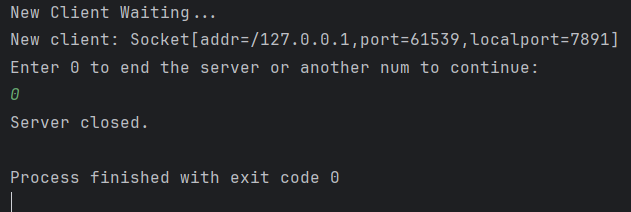 New Client Waiting...
New client: Socket[addr=/127.0.0.1,port=61539,localport=7891]
Enter 0 to end the server or another num to continue:
0
Server closed.
Process finished with exit code 0